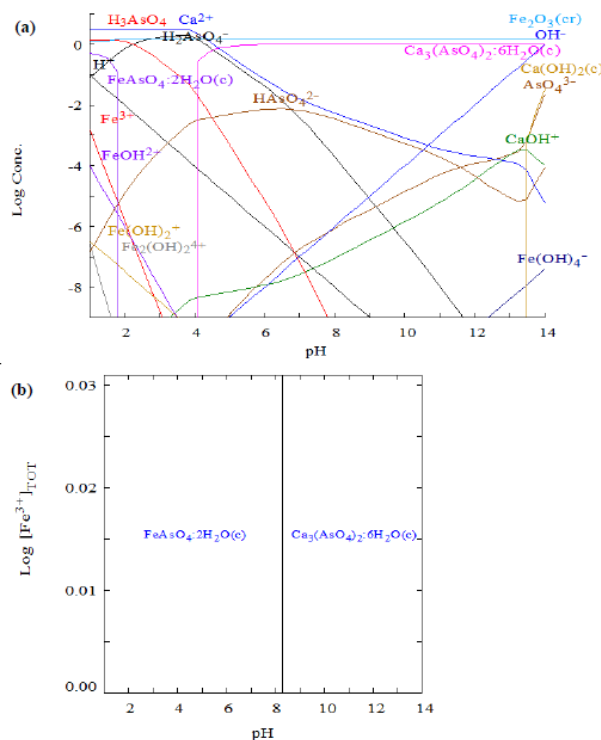 (a)
H₃AsO₄
Ca²⁺
Fe₂O₃(cr)
OH⁻
H₂AsO₄⁻
Ca₃(AsO₄)₂:6H₂O(c)
H⁺
FeAsO₄:2H₂O(c)
Ca(OH)₂(c)
AsO₄³⁻
HAsO₄²⁻
Fe³⁺
CaOH⁺
FeOH²⁺
Fe(OH)₂⁺
Fe₂(OH)₂⁴⁺
Fe(OH)₄⁻
Log Conc.
0
-2
-4
-6
-8
2 4 6 8 10 12 14
pH
(b)
0.03
0.02
0.01
0.00
Log [Fe³⁺]TOT
FeAsO₄:2H₂O(c)
Ca₃(AsO₄)₂:6H₂O(c)
2 4 6 8 10 12 14
pH